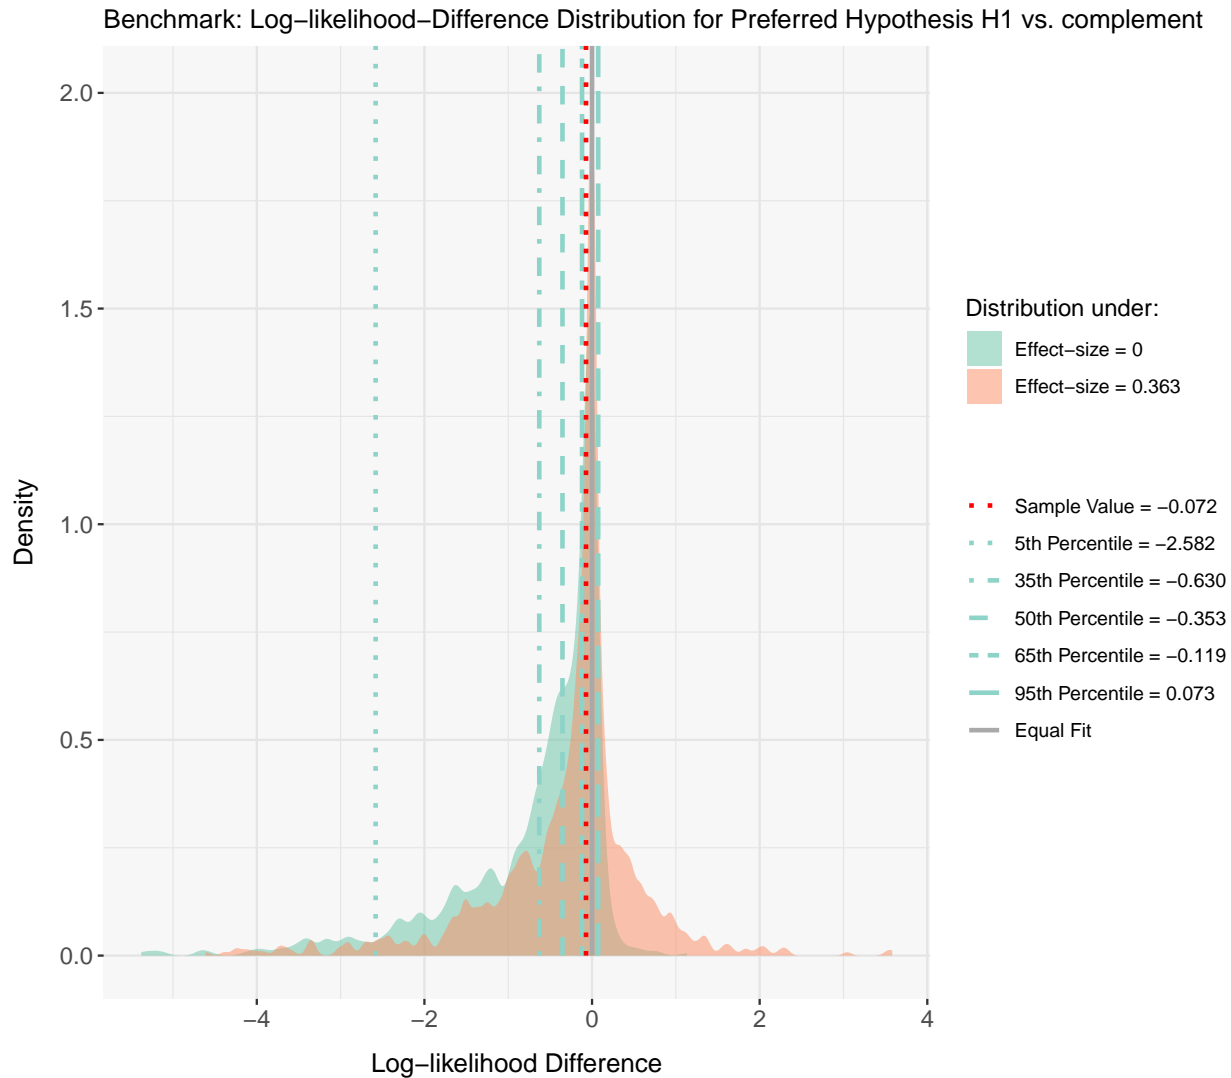 Benchmark: Log−likelihood−Difference Distribution for Preferred Hypothesis H1 vs. complement
2.0
1.5
1.0
0.5
0.0
Density
−4
−2
0
2
4
Log−likelihood Difference
Distribution under:
Effect−size = 0
Effect−size = 0.363
Sample Value = −0.072
5th Percentile = −2.582
35th Percentile = −0.630
50th Percentile = −0.353
65th Percentile = −0.119
95th Percentile = 0.073
Equal Fit